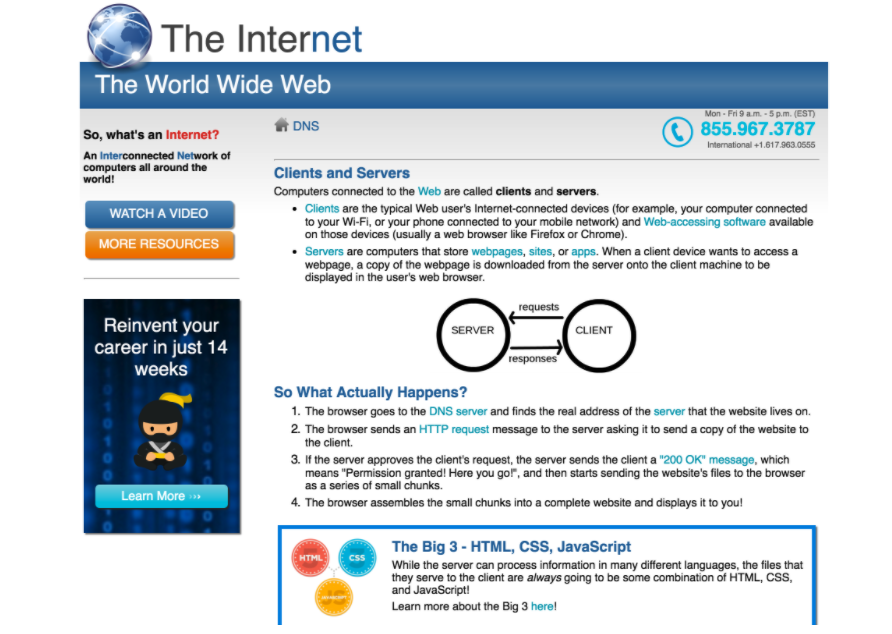 The Internet
The World Wide Web
So, what's an Internet?
An Interconnected Network of
computers all around the
world!
WATCH A VIDEO
MORE RESOURCES
Reinvent your
career in just 14
weeks
Learn More ›››
DNS
Mon - Fri 9 a.m. - 5 p.m. (EST)
855.967.3787
International +1.617.963.0555
Clients and Servers
Computers connected to the Web are called clients and servers.
• Clients are the typical Web user's Internet-connected devices (for example, your computer connected
to your Wi-Fi, or your phone connected to your mobile network) and Web-accessing software available
on those devices (usually a web browser like Firefox or Chrome).
• Servers are computers that store webpages, sites, or apps. When a client device wants to access a
webpage, a copy of the webpage is downloaded from the server onto the client machine to be
displayed in the user's web browser.
requests
SERVER
CLIENT
responses
So What Actually Happens?
1. The browser goes to the DNS server and finds the real address of the server that the website lives on.
2. The browser sends an HTTP request message to the server asking it to send a copy of the website to
the client.
3. If the server approves the client's request, the server sends the client a "200 OK" message, which
means "Permission granted! Here you go!", and then starts sending the website's files to the browser
as a series of small chunks.
4. The browser assembles the small chunks into a complete website and displays it to you!
HTML
CSS
JS
The Big 3 - HTML, CSS, JavaScript
While the server can process information in many different languages, the files that
they serve to the client are always going to be some combination of HTML, CSS,
and JavaScript!
Learn more about the Big 3 here!